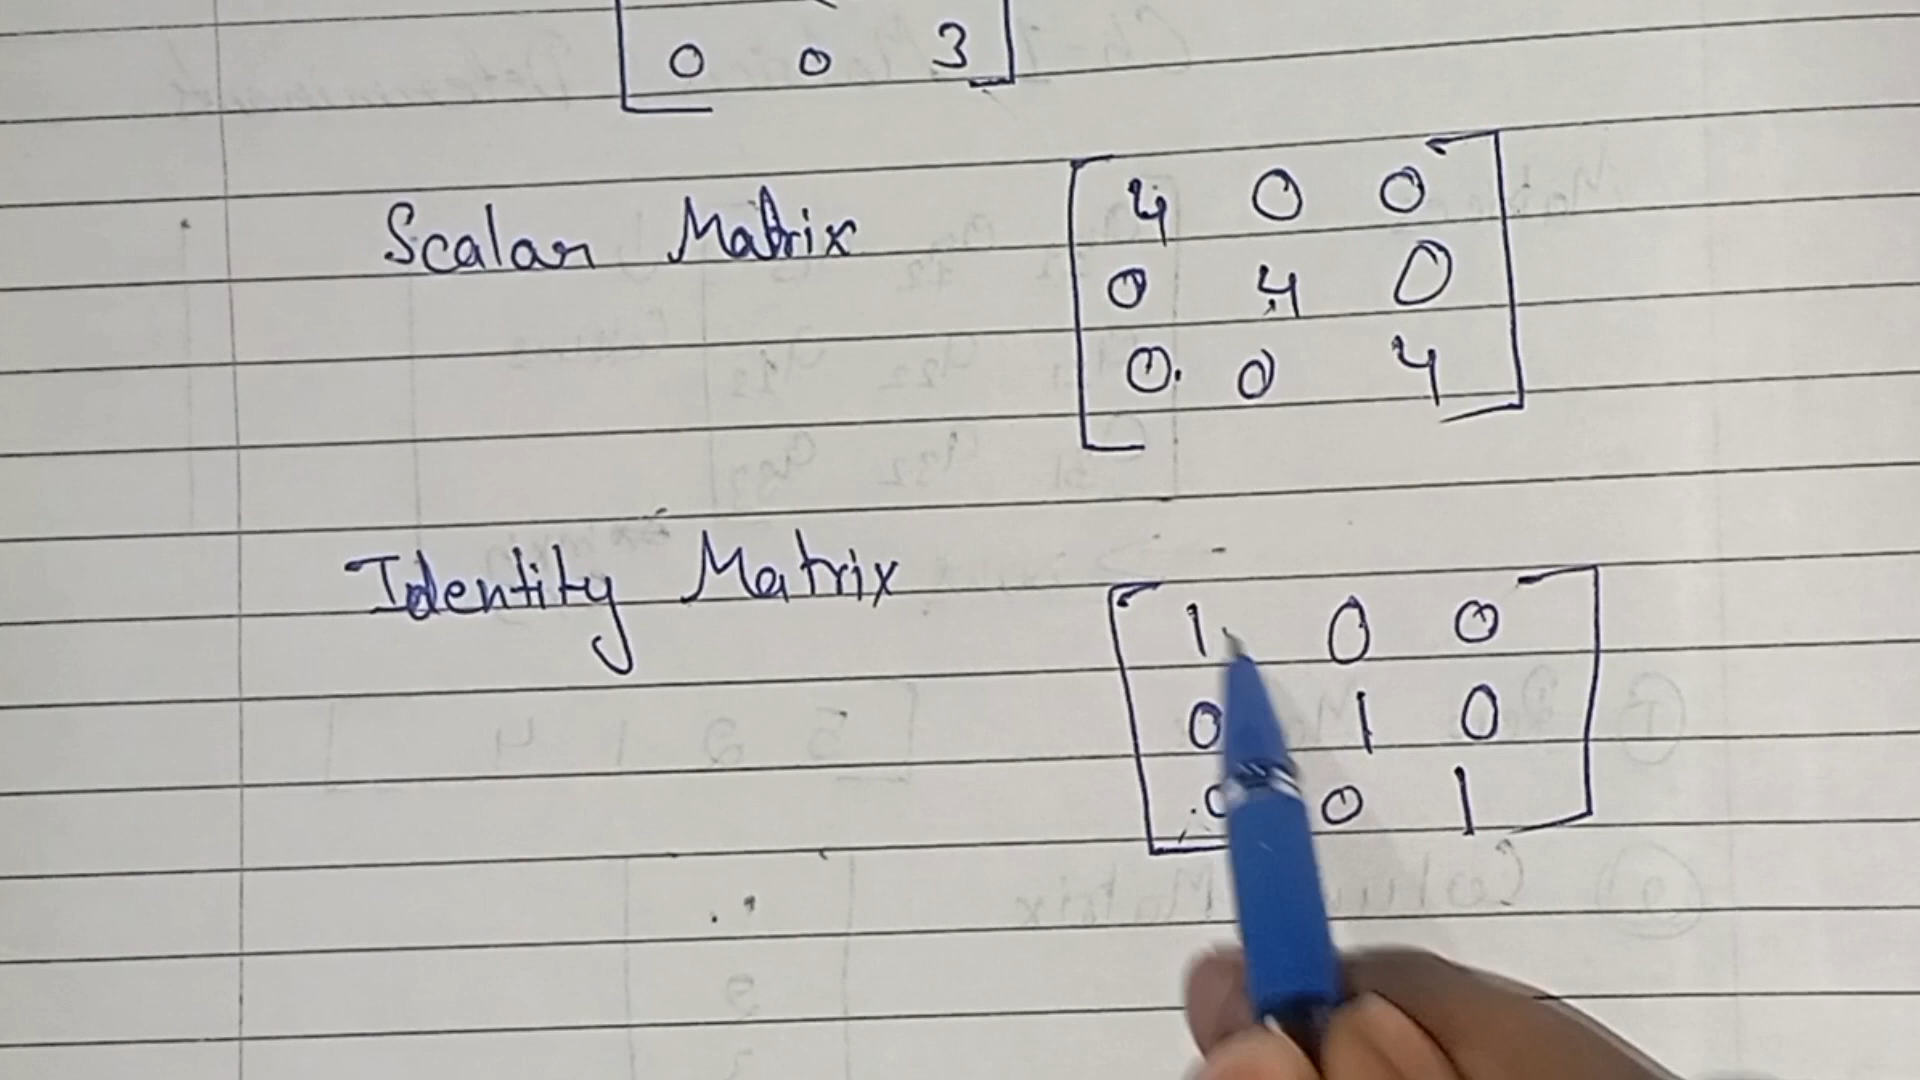 0 0 3
Scalar Matrix
4 0 0
0 4 0
0 0 4
Identity Matrix
1 0 0
0 1 0
0 0 1